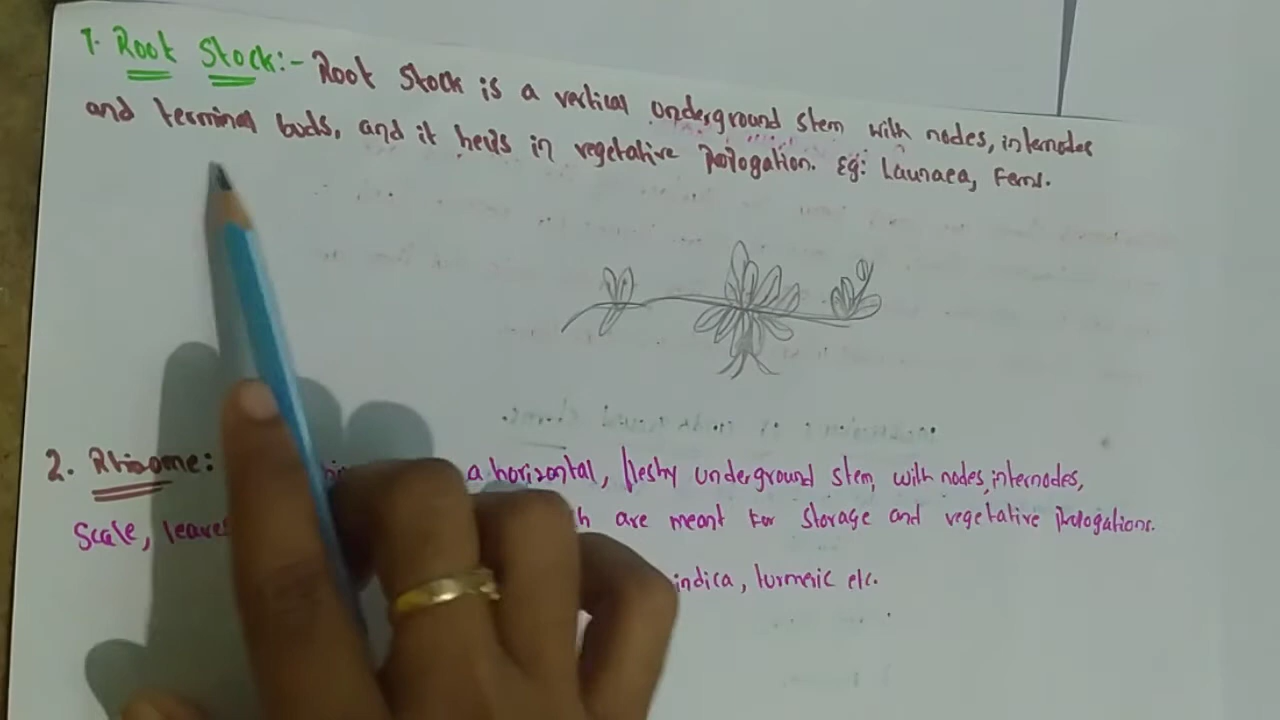 1. Root Stock:- Root Stock is a vertical underground stem with nodes, internodes
and terminal buds, and it helps in vegetative prologation. Eg: Launaea, Ferns.
2. Rhizome: a horizontal, fleshy underground stem, with nodes, internodes,
Scale, leaves are meant for storage and vegetative prologations.
indica, turmeric etc.